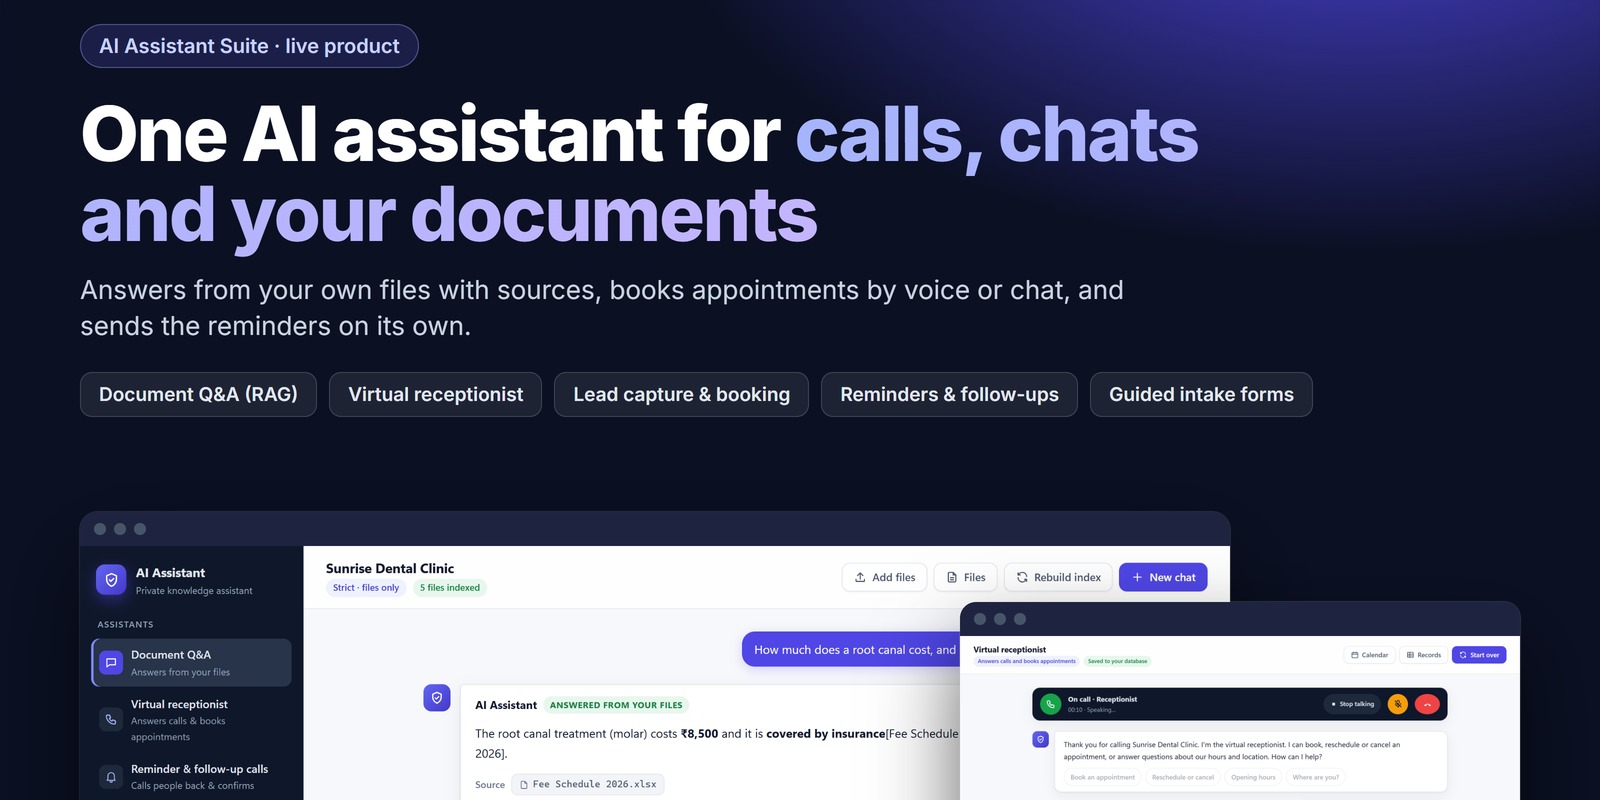 AI Assistant Suite · live product
One AI assistant for calls, chats
and your documents
Answers from your own files with sources, books appointments by voice or chat, and
sends the reminders on its own.
Document Q&A (RAG)
Virtual receptionist
Lead capture & booking
Reminders & follow-ups
Guided intake forms
AI Assistant
Private knowledge assistant
ASSISTANTS
Document Q&A
Answers from your files
Virtual receptionist
Answers calls & books
appointments
Reminder & follow-up calls
Calls people back & confirms
Sunrise Dental Clinic
Strict · files only
5 files indexed
Add files
Files
Rebuild index
New chat
How much does a root canal cost, and
AI Assistant
ANSWERED FROM YOUR FILES
The root canal treatment (molar) costs ₹8,500 and it is covered by insurance[Fee Schedule
2026].
Source
Fee Schedule 2026.xlsx
Virtual receptionist
Answers calls and books appointments
Saved to your database
Calendar
Records
Start over
On call · Receptionist
00:10 · Speaking...
Stop talking
Thank you for calling Sunrise Dental Clinic. I'm the virtual receptionist. I can book, reschedule or cancel an
appointment, or answer questions about our hours and location. How can I help?
Book an appointment
Reschedule or cancel
Opening hours
Where are you?